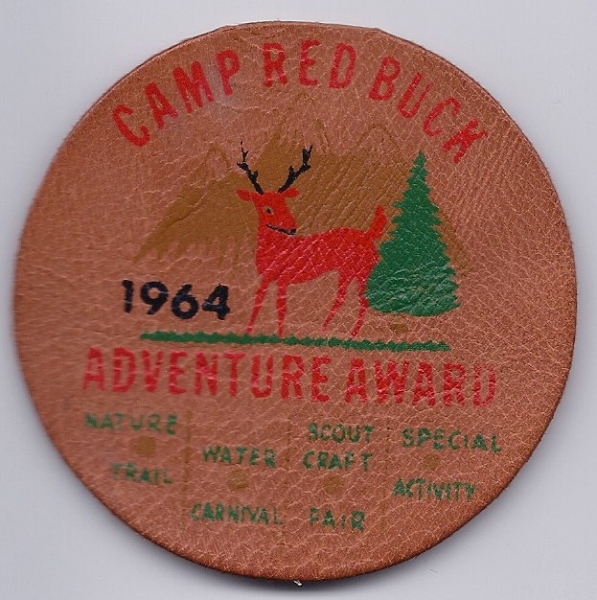 CAMP RED BUCK
1964
ADVENTURE AWARD
NATURE
TRAIL
WATER
CARNIVAL
SCOUT
CRAFT
FAIR
SPECIAL
ACTIVITY